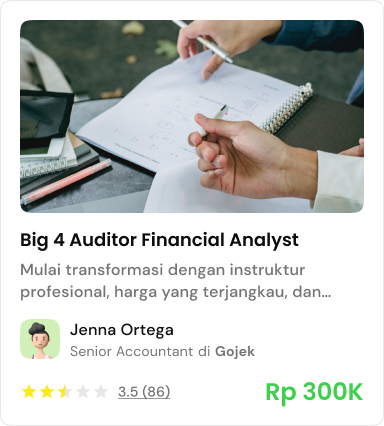 Big 4 Auditor Financial Analyst
Mulai transformasi dengan instruktur
profesional, harga yang terjangkau, dan...
Jenna Ortega
Senior Accountant di Gojek
3.5 (86)
Rp 300K